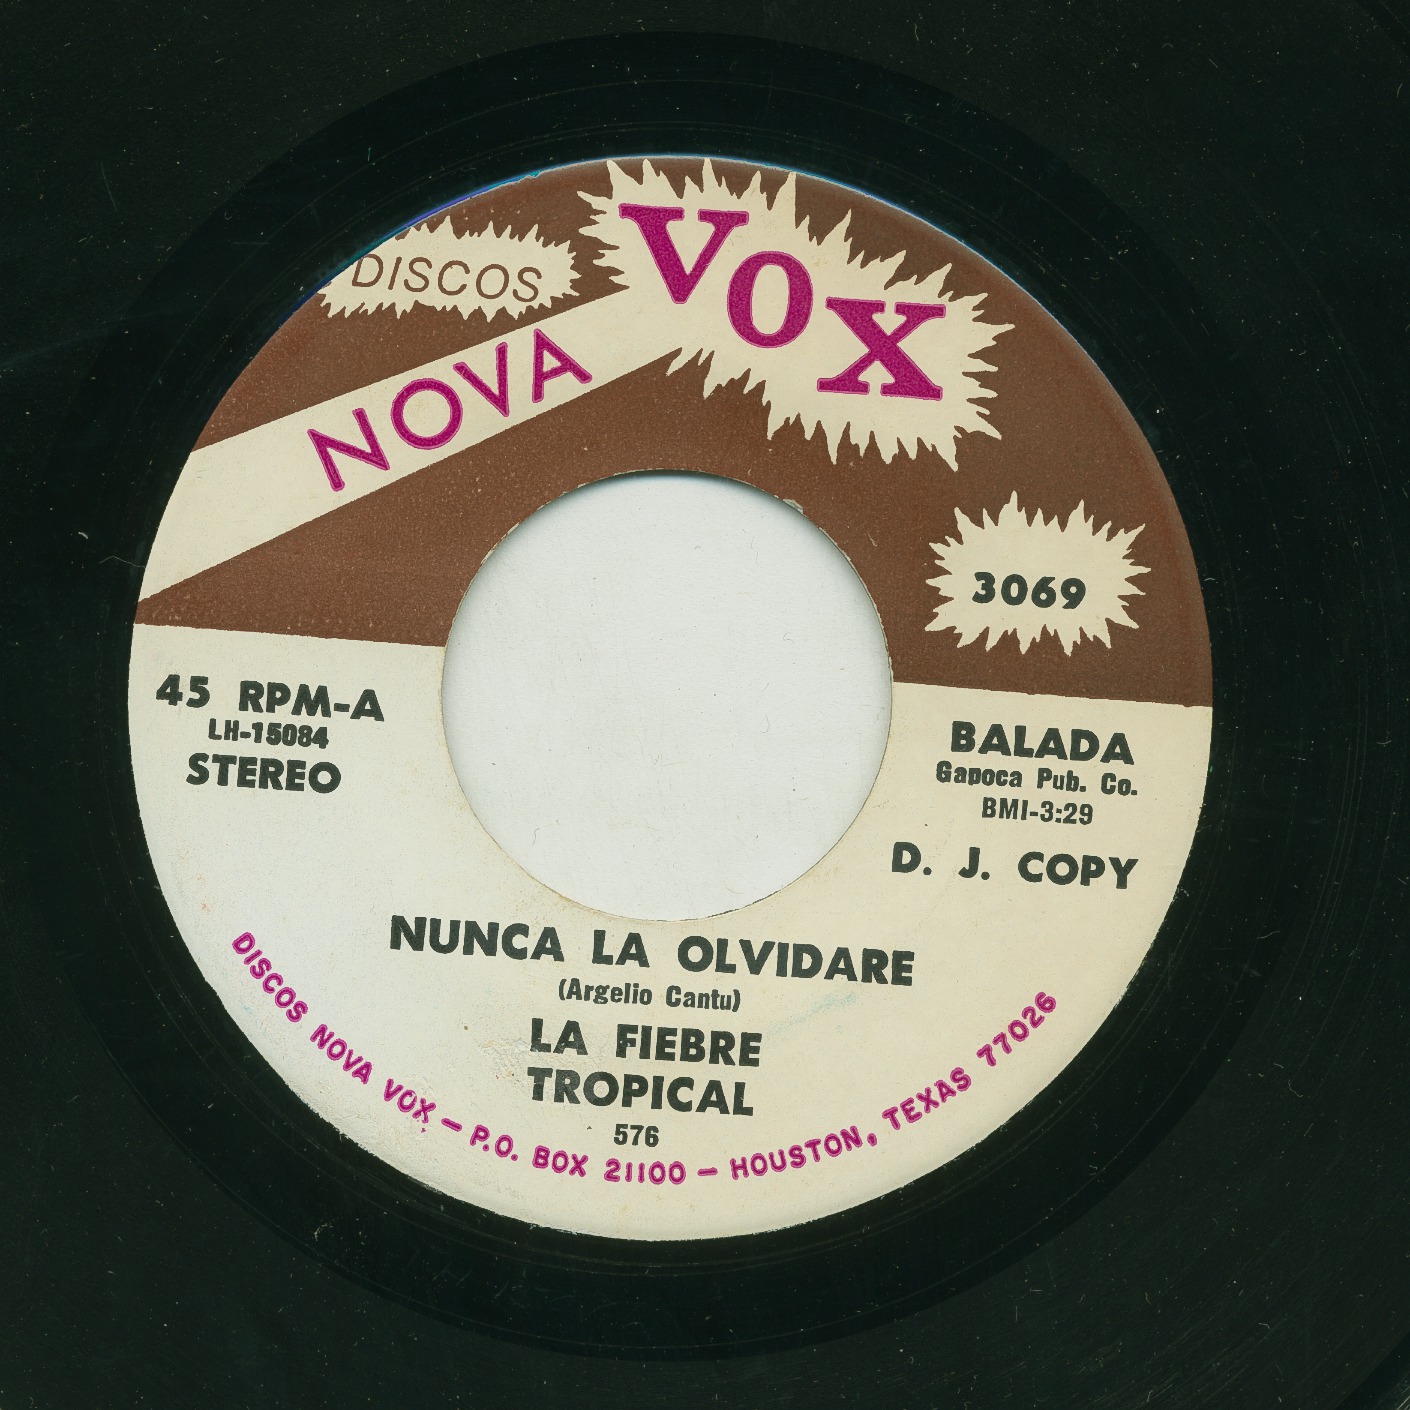 DISCOS
NOVA
VOX
3069
45 RPM-A
LH-15084
STEREO
BALADA
Gapoca Pub. Co.
BMI-3:29
D. J. COPY
NUNCA LA OLVIDARE
(Argelio Cantu)
LA FIEBRE
TROPICAL
576
DISCOS NOVA VOX – P.O. BOX 21100 – HOUSTON, TEXAS 77026